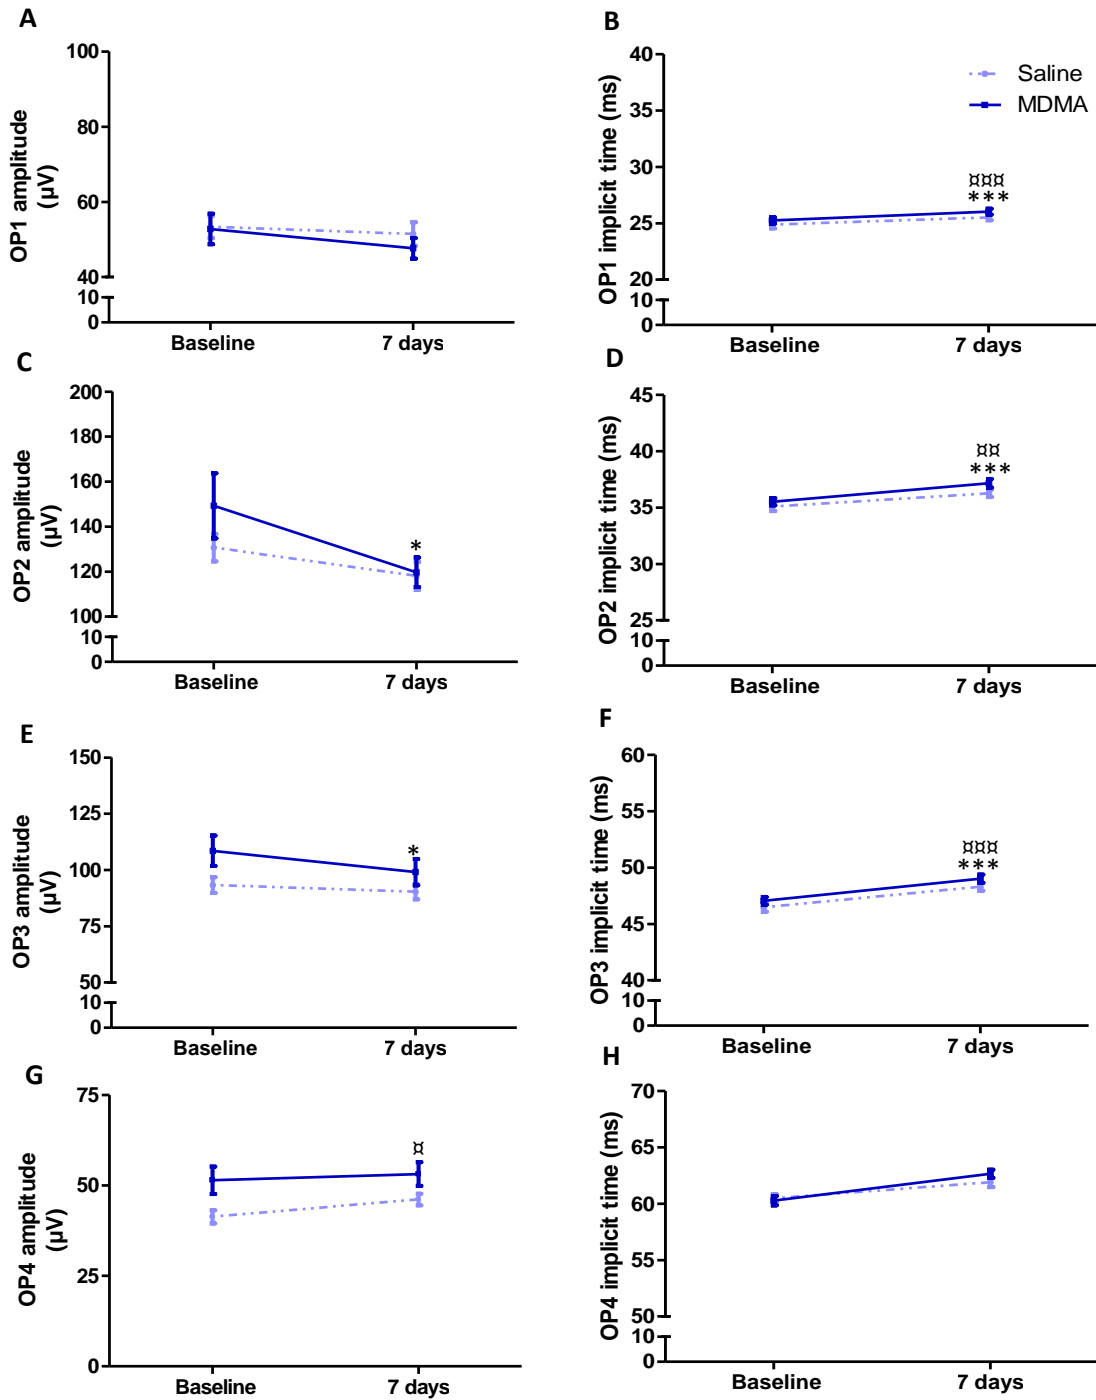 A
OP1 amplitude
(µV)
100
80
60
40
10
0
Baseline
7 days
B
OP1 implicit time (ms)
40
35
30
25
20
10
0
Saline
MDMA
¤¤¤
***
Baseline
7 days
C
OP2 amplitude
(µV)
200
180
160
140
120
100
10
0
*
Baseline
7 days
D
OP2 implicit time (ms)
45
40
35
30
25
10
0
¤¤
***
Baseline
7 days
E
OP3 amplitude
(µV)
150
125
100
75
50
10
0
*
Baseline
7 days
F
OP3 implicit time (ms)
60
55
50
45
40
10
0
¤¤¤
***
Baseline
7 days
G
OP4 amplitude
(µV)
75
50
25
0
¤
Baseline
7 days
H
OP4 implicit time (ms)
70
65
60
55
50
10
0
Baseline
7 days